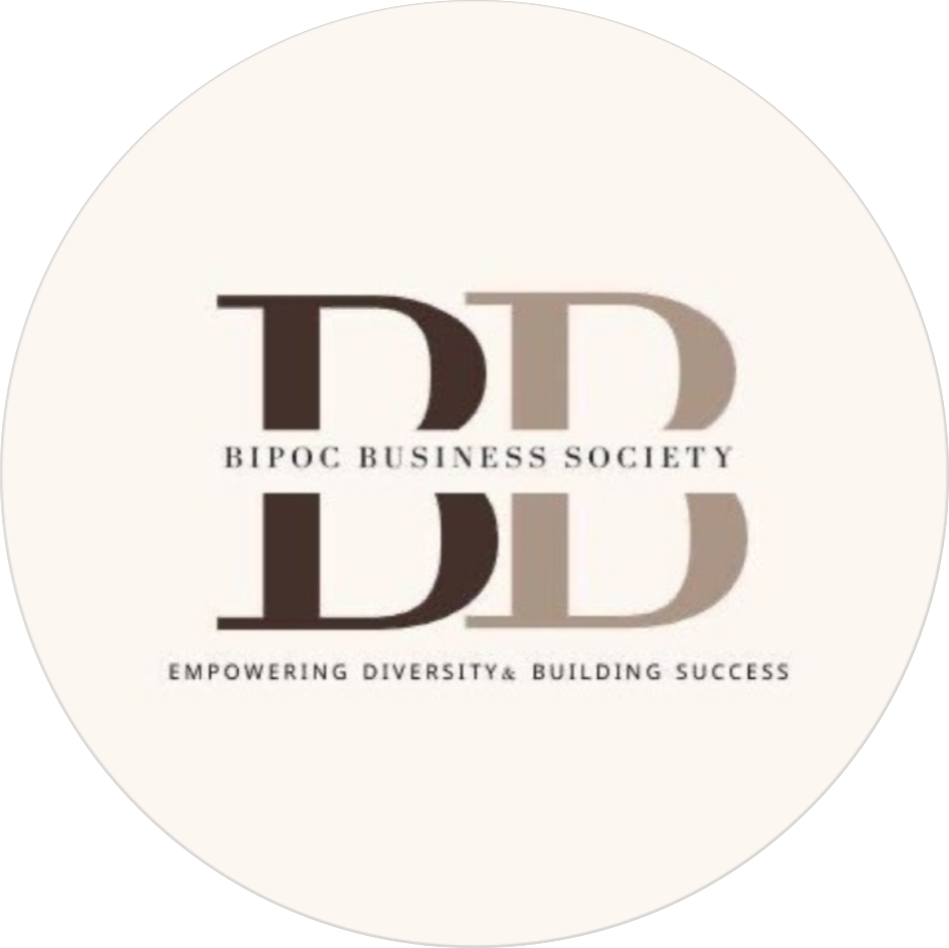 BB
BIPOC BUSINESS SOCIETY
EMPOWERING DIVERSITY& BUILDING SUCCESS